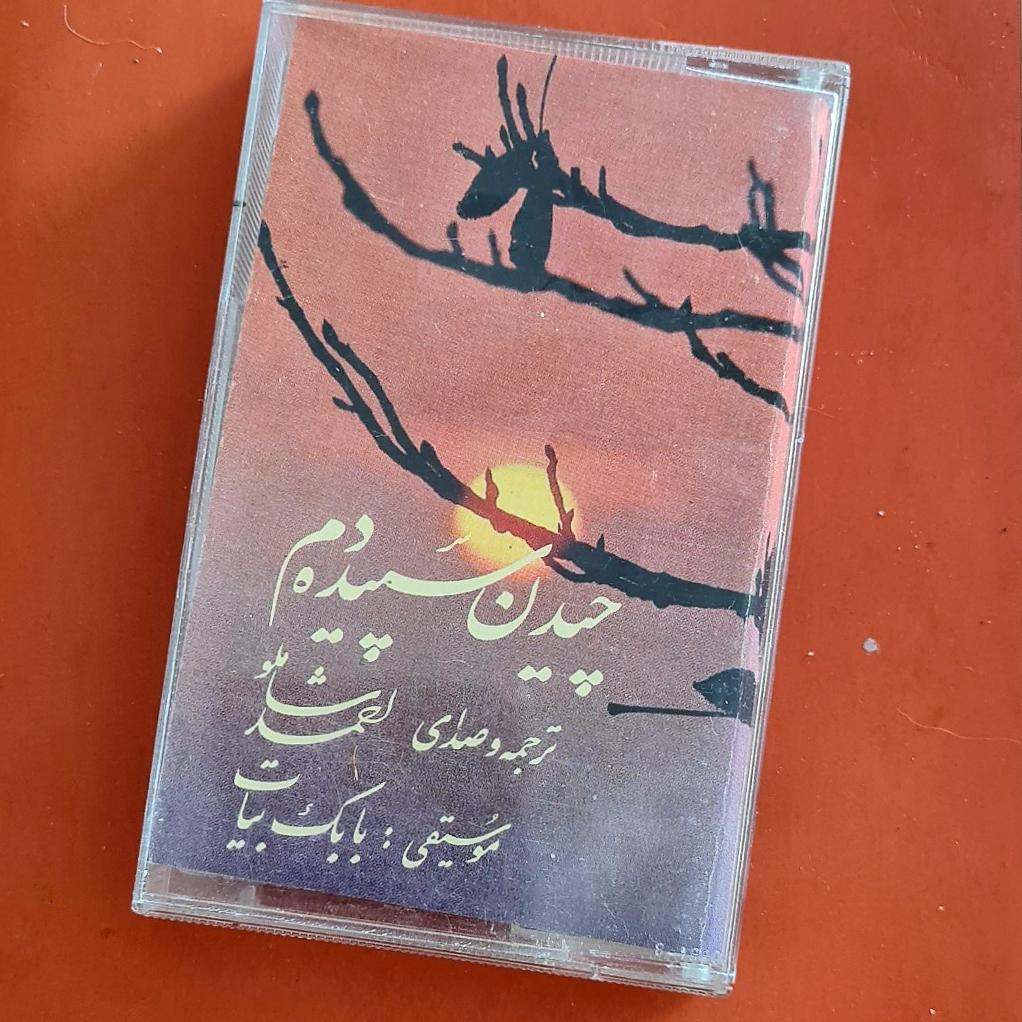 چیدن سپیده دم
ترجمه و صدای احمد شاملو
موسیقی : بابک بیات